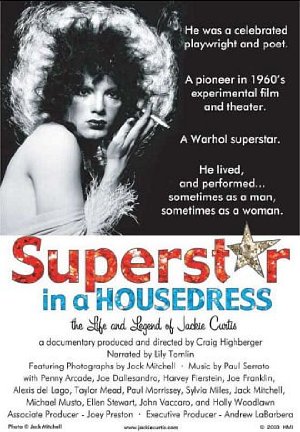 He was a celebrated
playwright and poet.
A pioneer in 1960's
experimental film
and theater.
A Warhol superstar.
He lived,
and performed...
sometimes as a man,
sometimes as a woman.
Superstar
in a HOUSEDRESS
the Life and Legend of Jackie Curtis
a documentary produced and directed by Craig Highberger
Narrated by Lily Tomlin
Featuring Photographs by Jack Mitchell • Music by Paul Serrato
with Penny Arcade, Joe Dallesandro, Harvey Fierstein, Joe Franklin,
Alexis del Lago, Taylor Mead, Paul Morrissey, Sylvia Miles, Jack Mitchell,
Michael Musto, Ellen Stewart, John Vaccaro, and Holly Woodlawn
Associate Producer - Joey Preston • Executive Producer - Andrew LaBarbera
Photo © Jack Mitchell www.jackiecurtis.com © 2003 HMI